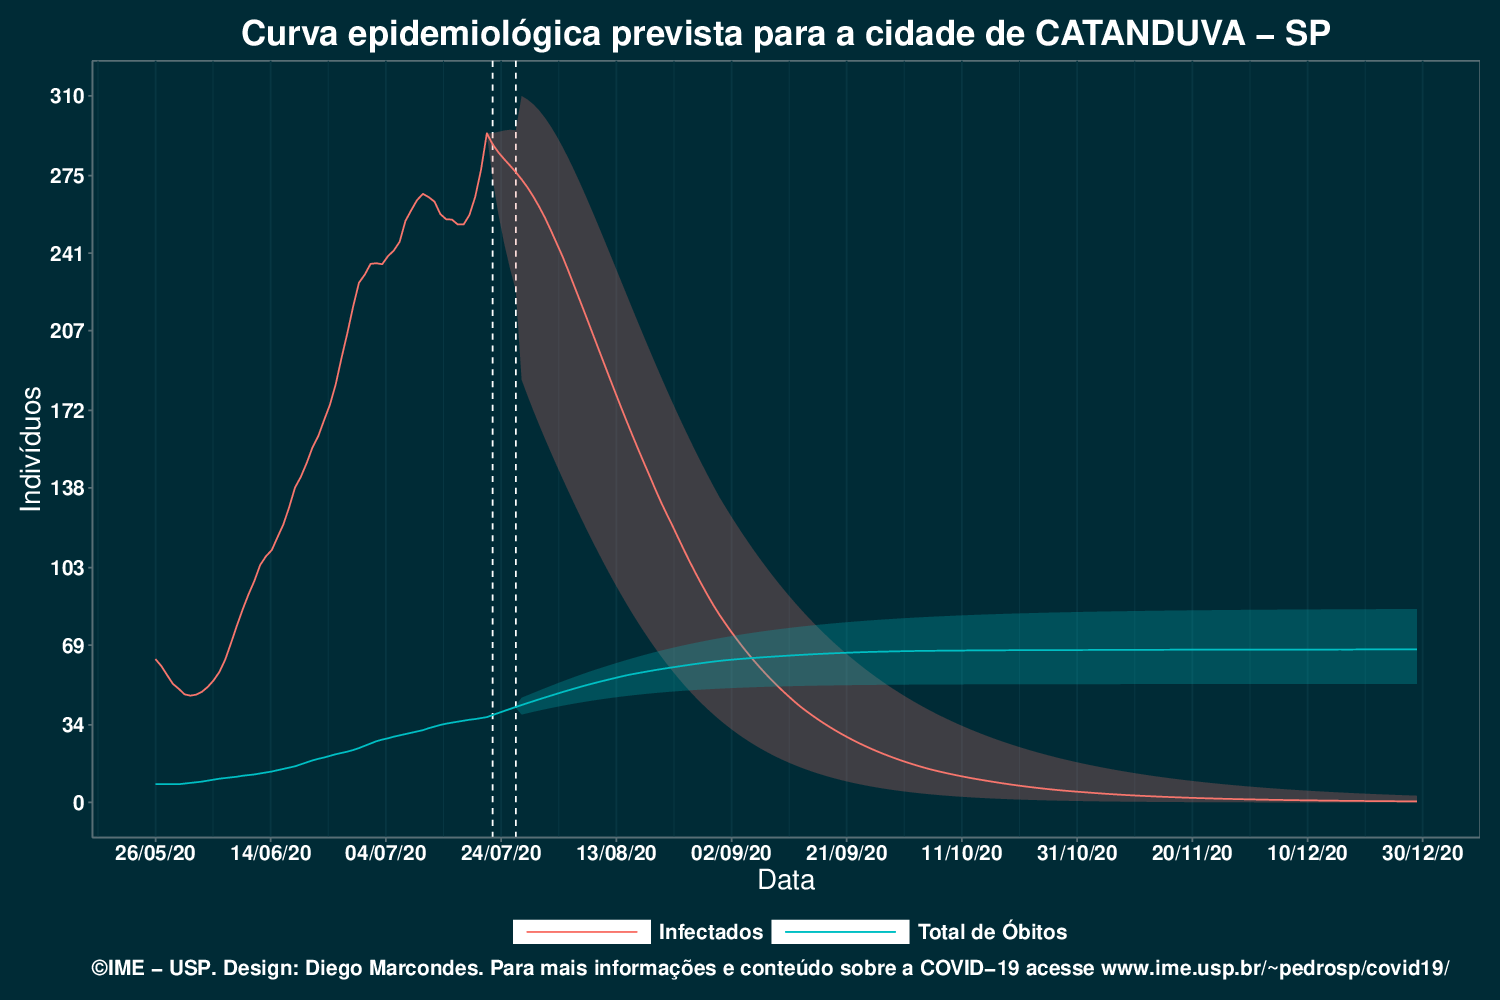 Curva epidemiológica prevista para a cidade de CATANDUVA – SP
310
275
241
207
172
138
103
69
34
0
Indivíduos
26/05/20 14/06/20 04/07/20 24/07/20 13/08/20 02/09/20 21/09/20 11/10/20 31/10/20 20/11/20 10/12/20 30/12/20
Data
Infectados Total de Óbitos
©IME – USP. Design: Diego Marcondes. Para mais informações e conteúdo sobre a COVID–19 acesse www.ime.usp.br/~pedrosp/covid19/